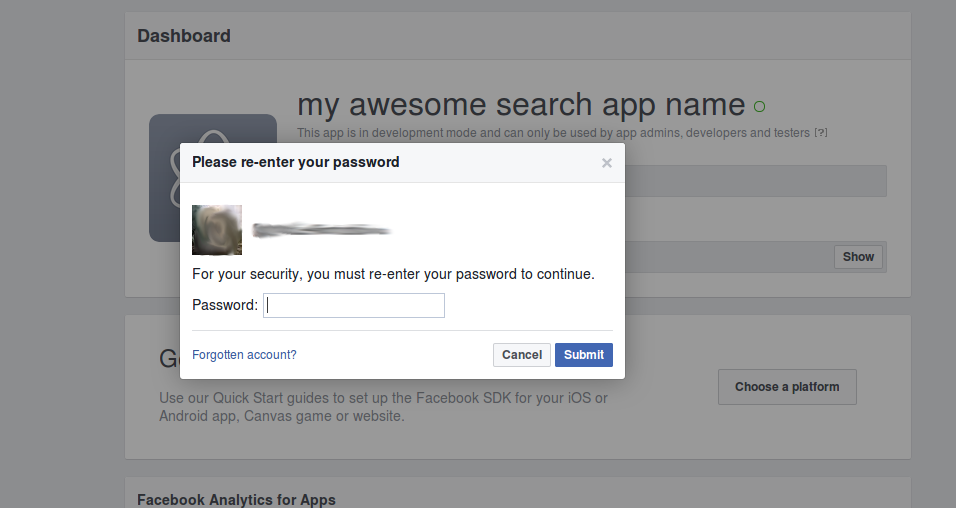 Dashboard
my awesome search app name
This app is in development mode and can only be used by app admins, developers and testers [?]
Please re-enter your password
×
For your security, you must re-enter your password to continue.
Password:
Show
Forgotten account?
Cancel
Submit
Choose a platform
Use our Quick Start guides to set up the Facebook SDK for your iOS or
Android app, Canvas game or website.
Facebook Analytics for Apps